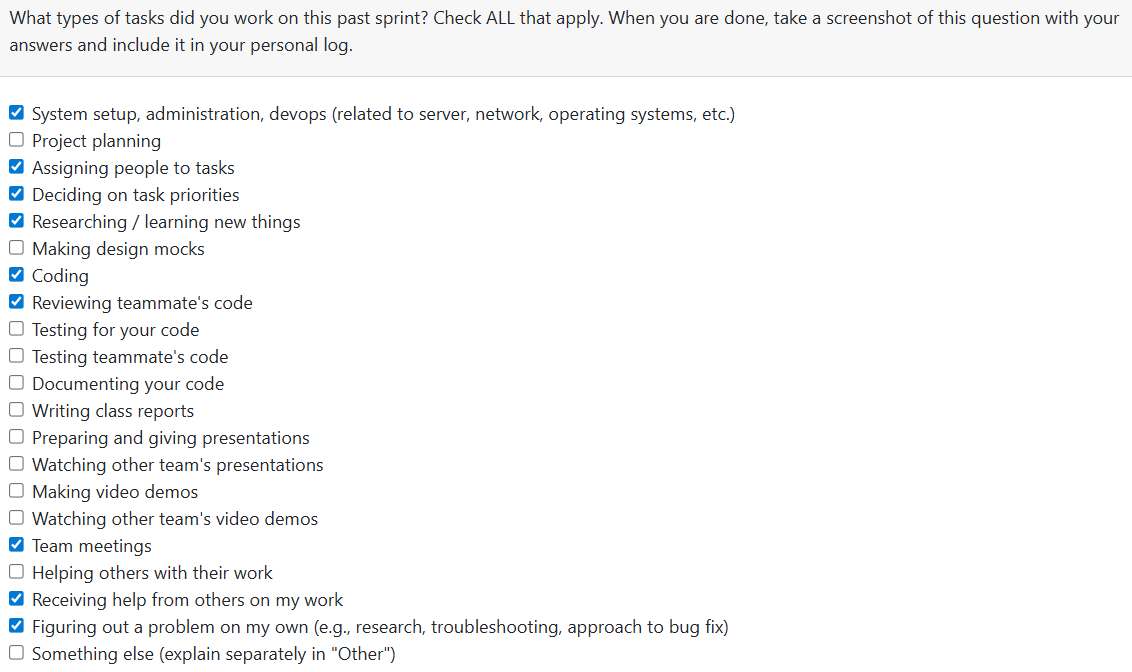 What types of tasks did you work on this past sprint? Check ALL that apply. When you are done, take a screenshot of this question with your
answers and include it in your personal log.
System setup, administration, devops (related to server, network, operating systems, etc.)
Project planning
Assigning people to tasks
Deciding on task priorities
Researching / learning new things
Making design mocks
Coding
Reviewing teammate's code
Testing for your code
Testing teammate's code
Documenting your code
Writing class reports
Preparing and giving presentations
Watching other team's presentations
Making video demos
Watching other team's video demos
Team meetings
Helping others with their work
Receiving help from others on my work
Figuring out a problem on my own (e.g., research, troubleshooting, approach to bug fix)
Something else (explain separately in "Other")